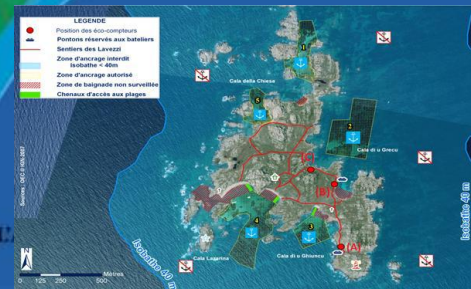 LEGENDE
Position des éco-compteurs
Pontons réservés aux bateliers
Sentiers des Lavezzi
Zone d'ancrage interdit
isobathe < 40m
Zone d'ancrage autorisé
Zone de baignade non surveillée
Chenaux d'accès aux plages
1
Cala della Chiesa
5
2
Cala di u Grecu
(C)
(B)
4
3
(A)
Cala Lazarina
Cala di u Ghiuncu
Isobathe 40 m
Isobathe 40 m
N
Mètres
0 125 250 500